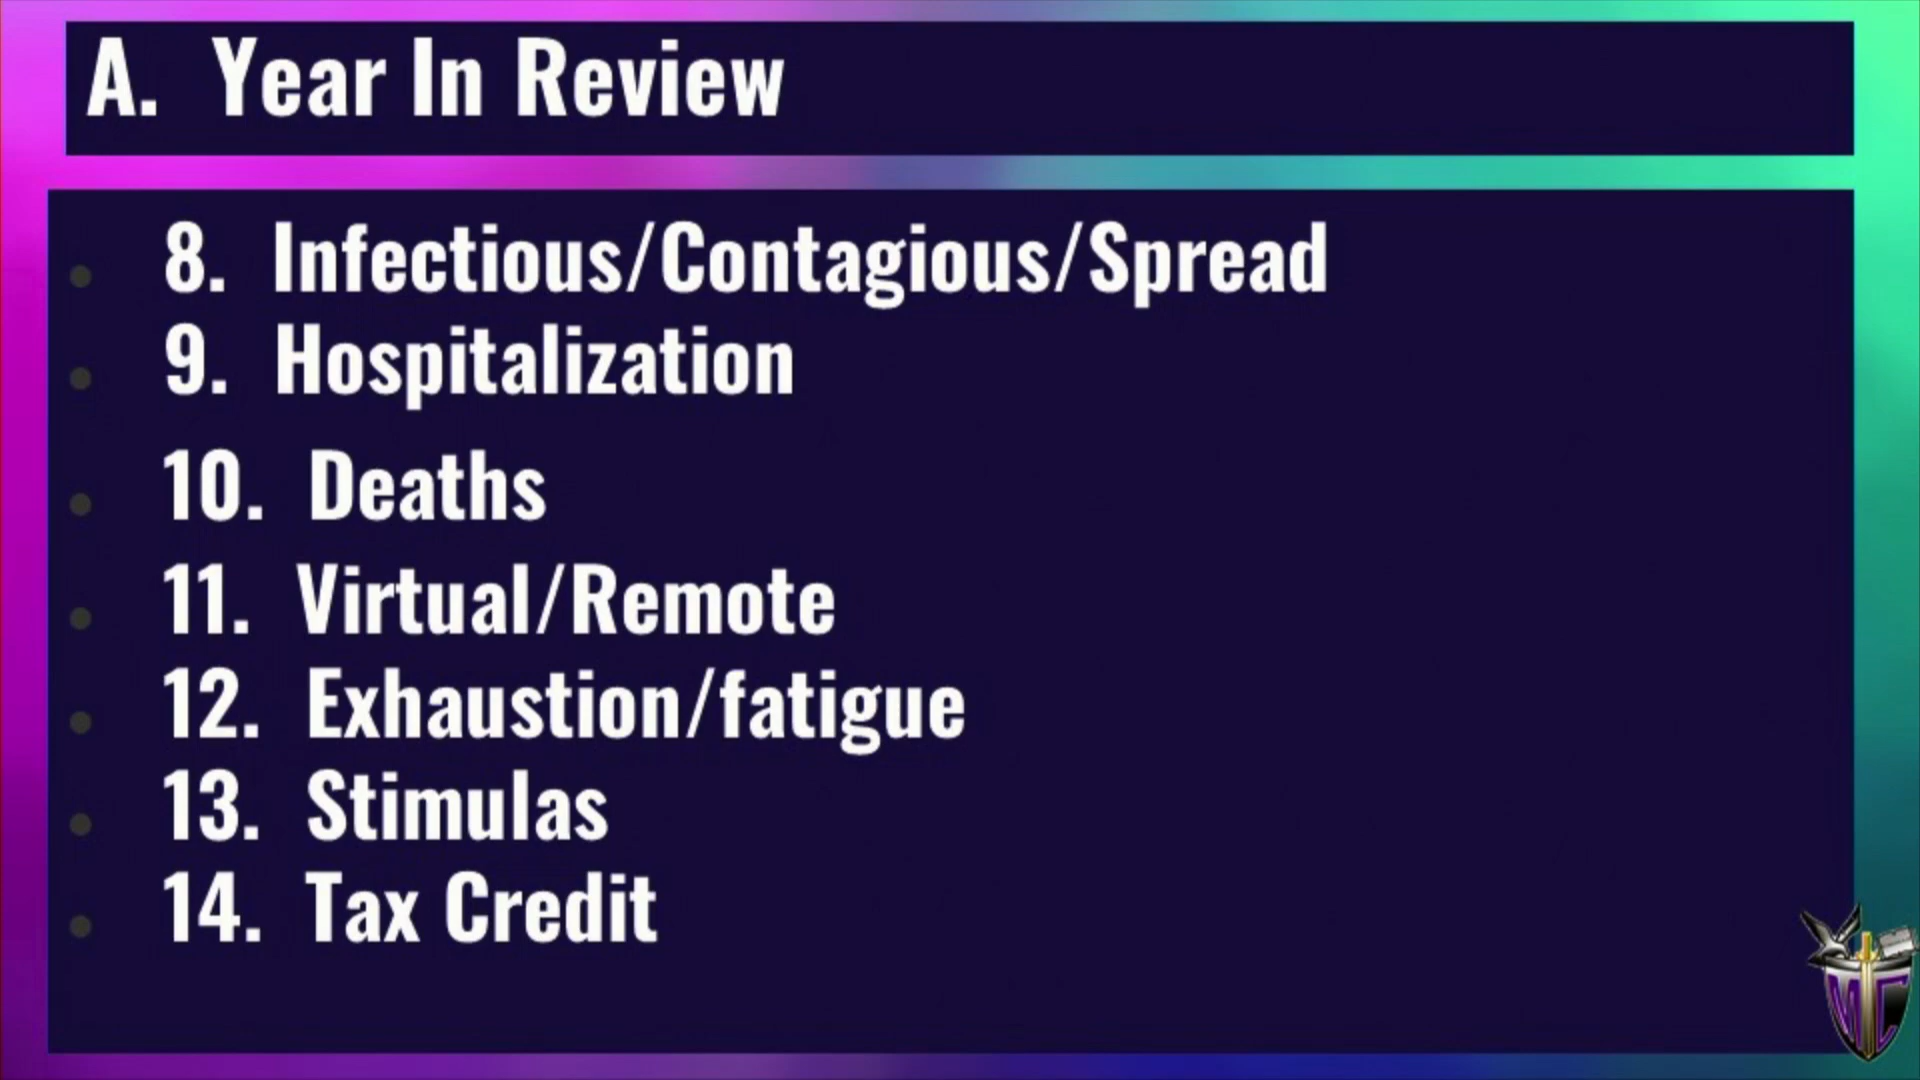 A. Year In Review
8. Infectious/Contagious/Spread
9. Hospitalization
10. Deaths
11. Virtual/Remote
12. Exhaustion/fatigue
13. Stimulas
14. Tax Credit
MTC